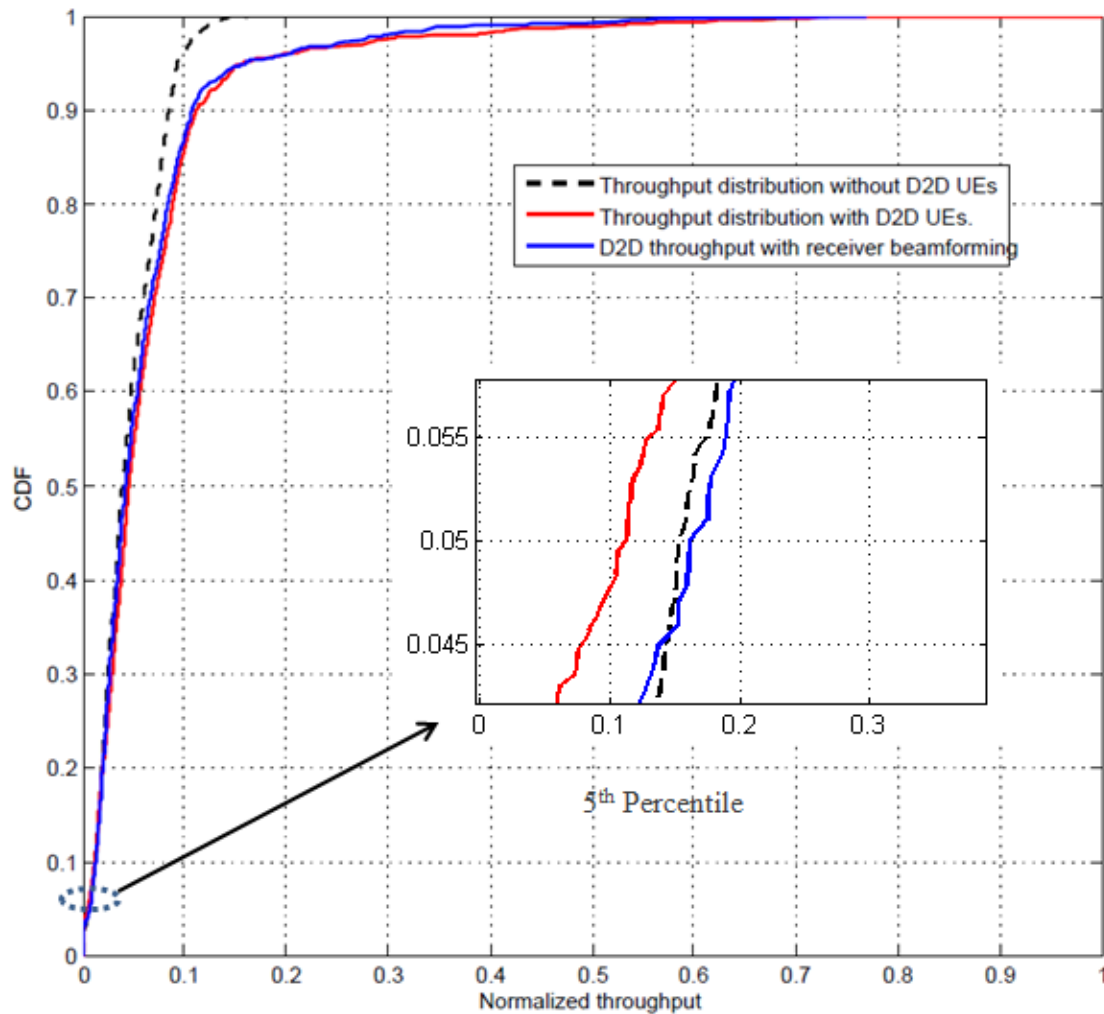 1
0.9
0.8
0.7
0.6
0.5
0.4
0.3
0.2
0.1
0
CDF
Throughput distribution without D2D UEs
Throughput distribution with D2D UEs.
D2D throughput with receiver beamforming
0.055
0.05
0.045
0 0.1 0.2 0.3
5th Percentile
0 0.1 0.2 0.3 0.4 0.5 0.6 0.7 0.8 0.9 1
Normalized throughput